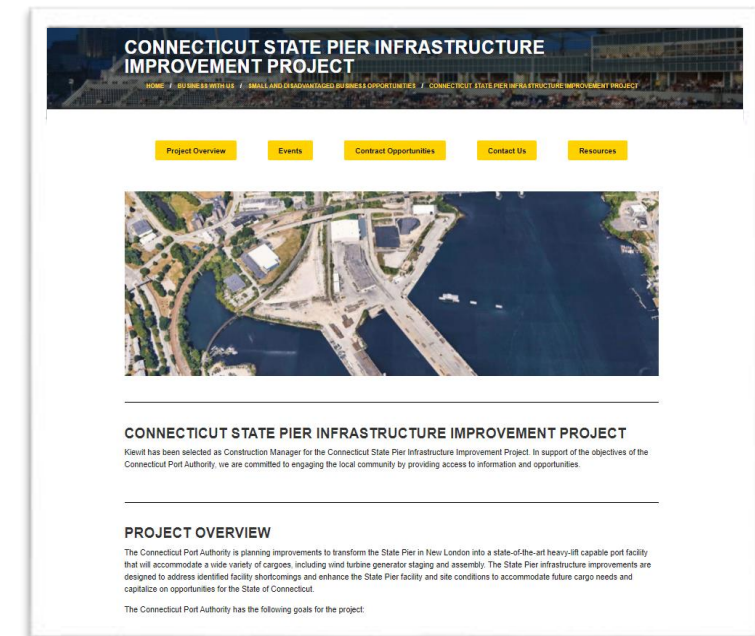 CONNECTICUT STATE PIER INFRASTRUCTURE
IMPROVEMENT PROJECT
HOME / BUSINESS WITH US / SMALL AND DISADVANTAGED BUSINESS OPPORTUNITIES / CONNECTICUT STATE PIER INFRASTRUCTURE IMPROVEMENT PROJECT
Project Overview Events Contract Opportunities Contact Us Resources
CONNECTICUT STATE PIER INFRASTRUCTURE IMPROVEMENT PROJECT
Kiewit has been selected as Construction Manager for the Connecticut State Pier Infrastructure Improvement Project. In support of the objectives of the
Connecticut Port Authority, we are committed to engaging the local community by providing access to information and opportunities.
PROJECT OVERVIEW
The Connecticut Port Authority is planning improvements to transform the State Pier in New London into a state-of-the-art heavy-lift capable port facility
that will accommodate a wide variety of cargoes, including wind turbine generator staging and assembly. The State Pier infrastructure improvements are
designed to address identified facility shortcomings and enhance the State Pier facility and site conditions to accommodate future cargo needs and
capitalize on opportunities for the State of Connecticut.
The Connecticut Port Authority has the following goals for the project: